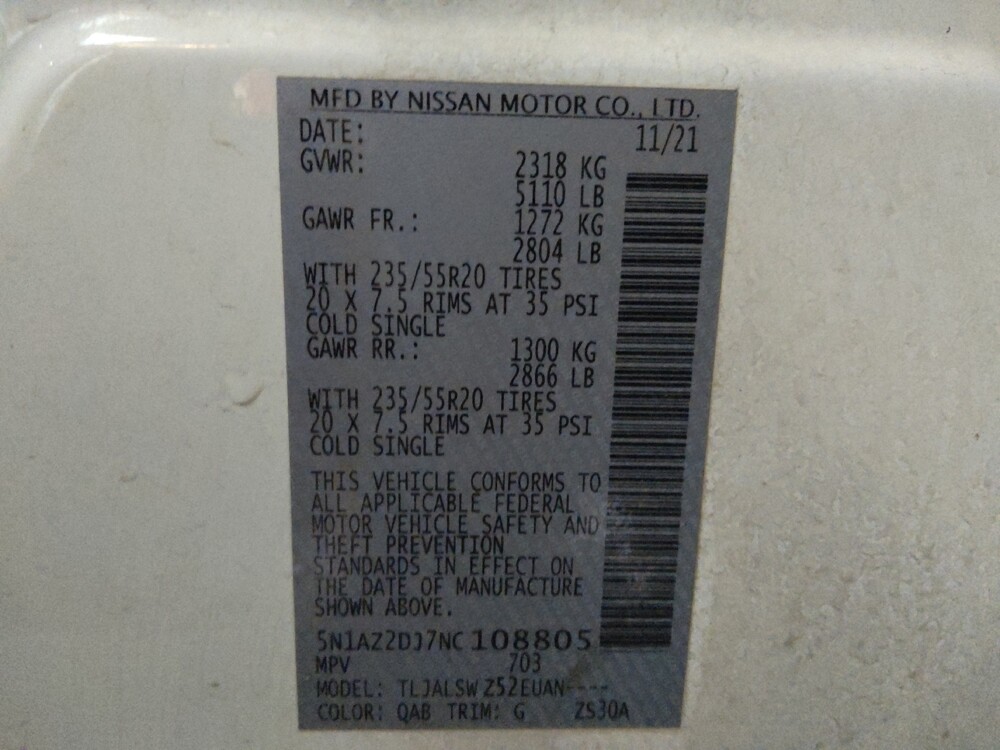 MFD BY NISSAN MOTOR CO., LTD.
DATE: 11/21
GVWR: 2318 KG
5110 LB
GAWR FR.: 1272 KG
2804 LB
WITH 235/55R20 TIRES
20 X 7.5 RIMS AT 35 PSI
COLD SINGLE
GAWR RR.: 1300 KG
2866 LB
WITH 235/55R20 TIRES
20 X 7.5 RIMS AT 35 PSI
COLD SINGLE
THIS VEHICLE CONFORMS TO
ALL APPLICABLE FEDERAL
MOTOR VEHICLE SAFETY AND
THEFT PREVENTION
STANDARDS IN EFFECT ON
THE DATE OF MANUFACTURE
SHOWN ABOVE.
5N1AZ2DJ7NC108805
MPV 703
MODEL: TLJALSWZ52EUAN----
COLOR: QAB TRIM: G ZS30A